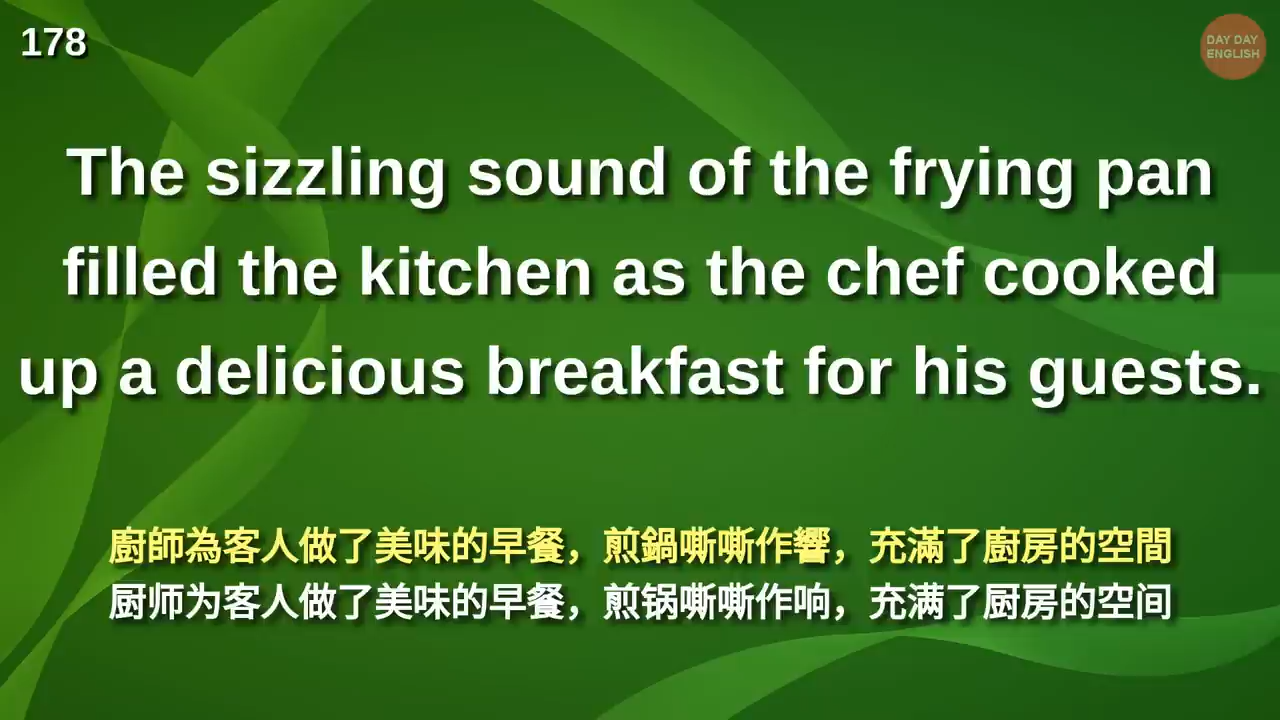 178
DAY DAY
ENGLISH
The sizzling sound of the frying pan
filled the kitchen as the chef cooked
up a delicious breakfast for his guests.
廚師為客人做了美味的早餐，煎鍋嘶嘶作響，充滿了廚房的空間
厨师为客人做了美味的早餐，煎锅嘶嘶作响，充满了厨房的空间